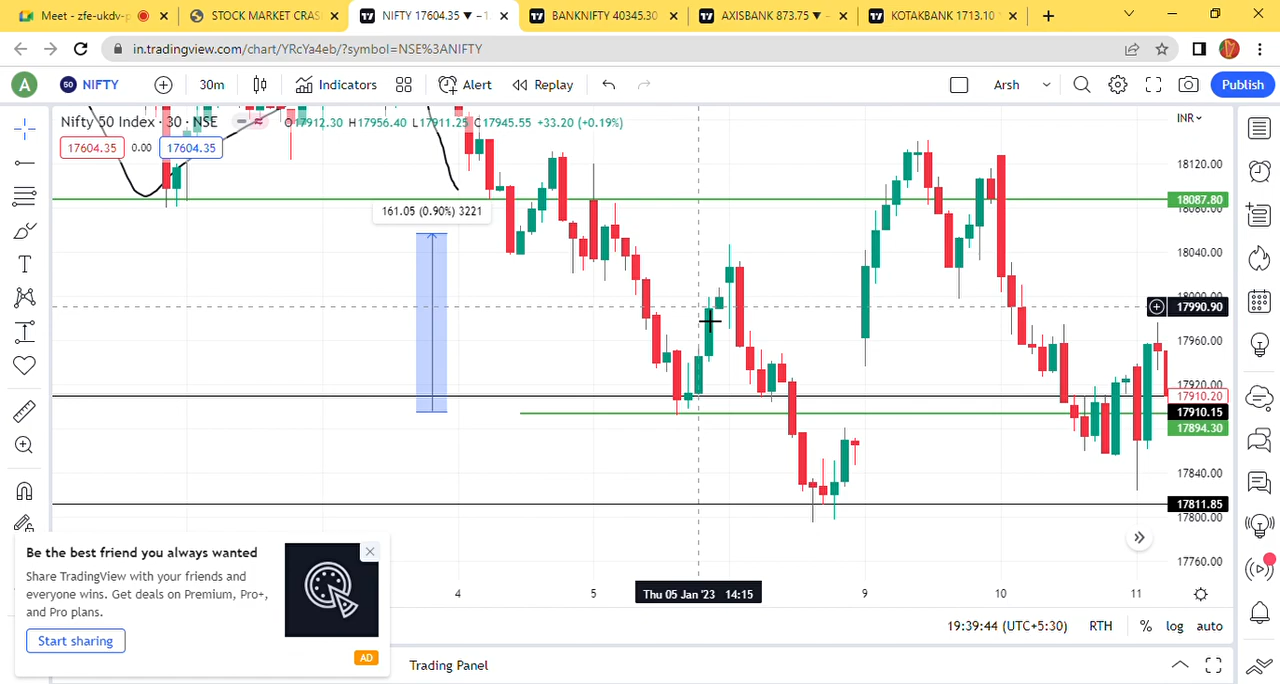 Meet - zfe-ukdv-p
STOCK MARKET CRAS
NIFTY 17604.35 ▼ −1.
BANKNIFTY 40345.30
AXISBANK 873.75 ▼ -
KOTAKBANK 1713.10
in.tradingview.com/chart/YRcYa4eb/?symbol=NSE%3ANIFTY
A
50 NIFTY
30m
Indicators
Alert
Replay
Arsh
Publish
Nifty 50 Index · 30 · NSE
O17912.30 H17956.40 L17911.25 C17945.55 +33.20 (+0.19%)
17604.35 0.00 17604.35
INR
18120.00
18087.80
18080.00
18040.00
18000.00
17990.90
17960.00
17920.00
17910.20
17910.15
17894.30
17840.00
17811.85
17800.00
17760.00
161.05 (0.90%) 3221
Be the best friend you always wanted
Share TradingView with your friends and
everyone wins. Get deals on Premium, Pro+,
and Pro plans.
Start sharing
AD
4
5
Thu 05 Jan '23 14:15
9
10
11
19:39:44 (UTC+5:30)
RTH
%
log
auto
Trading Panel